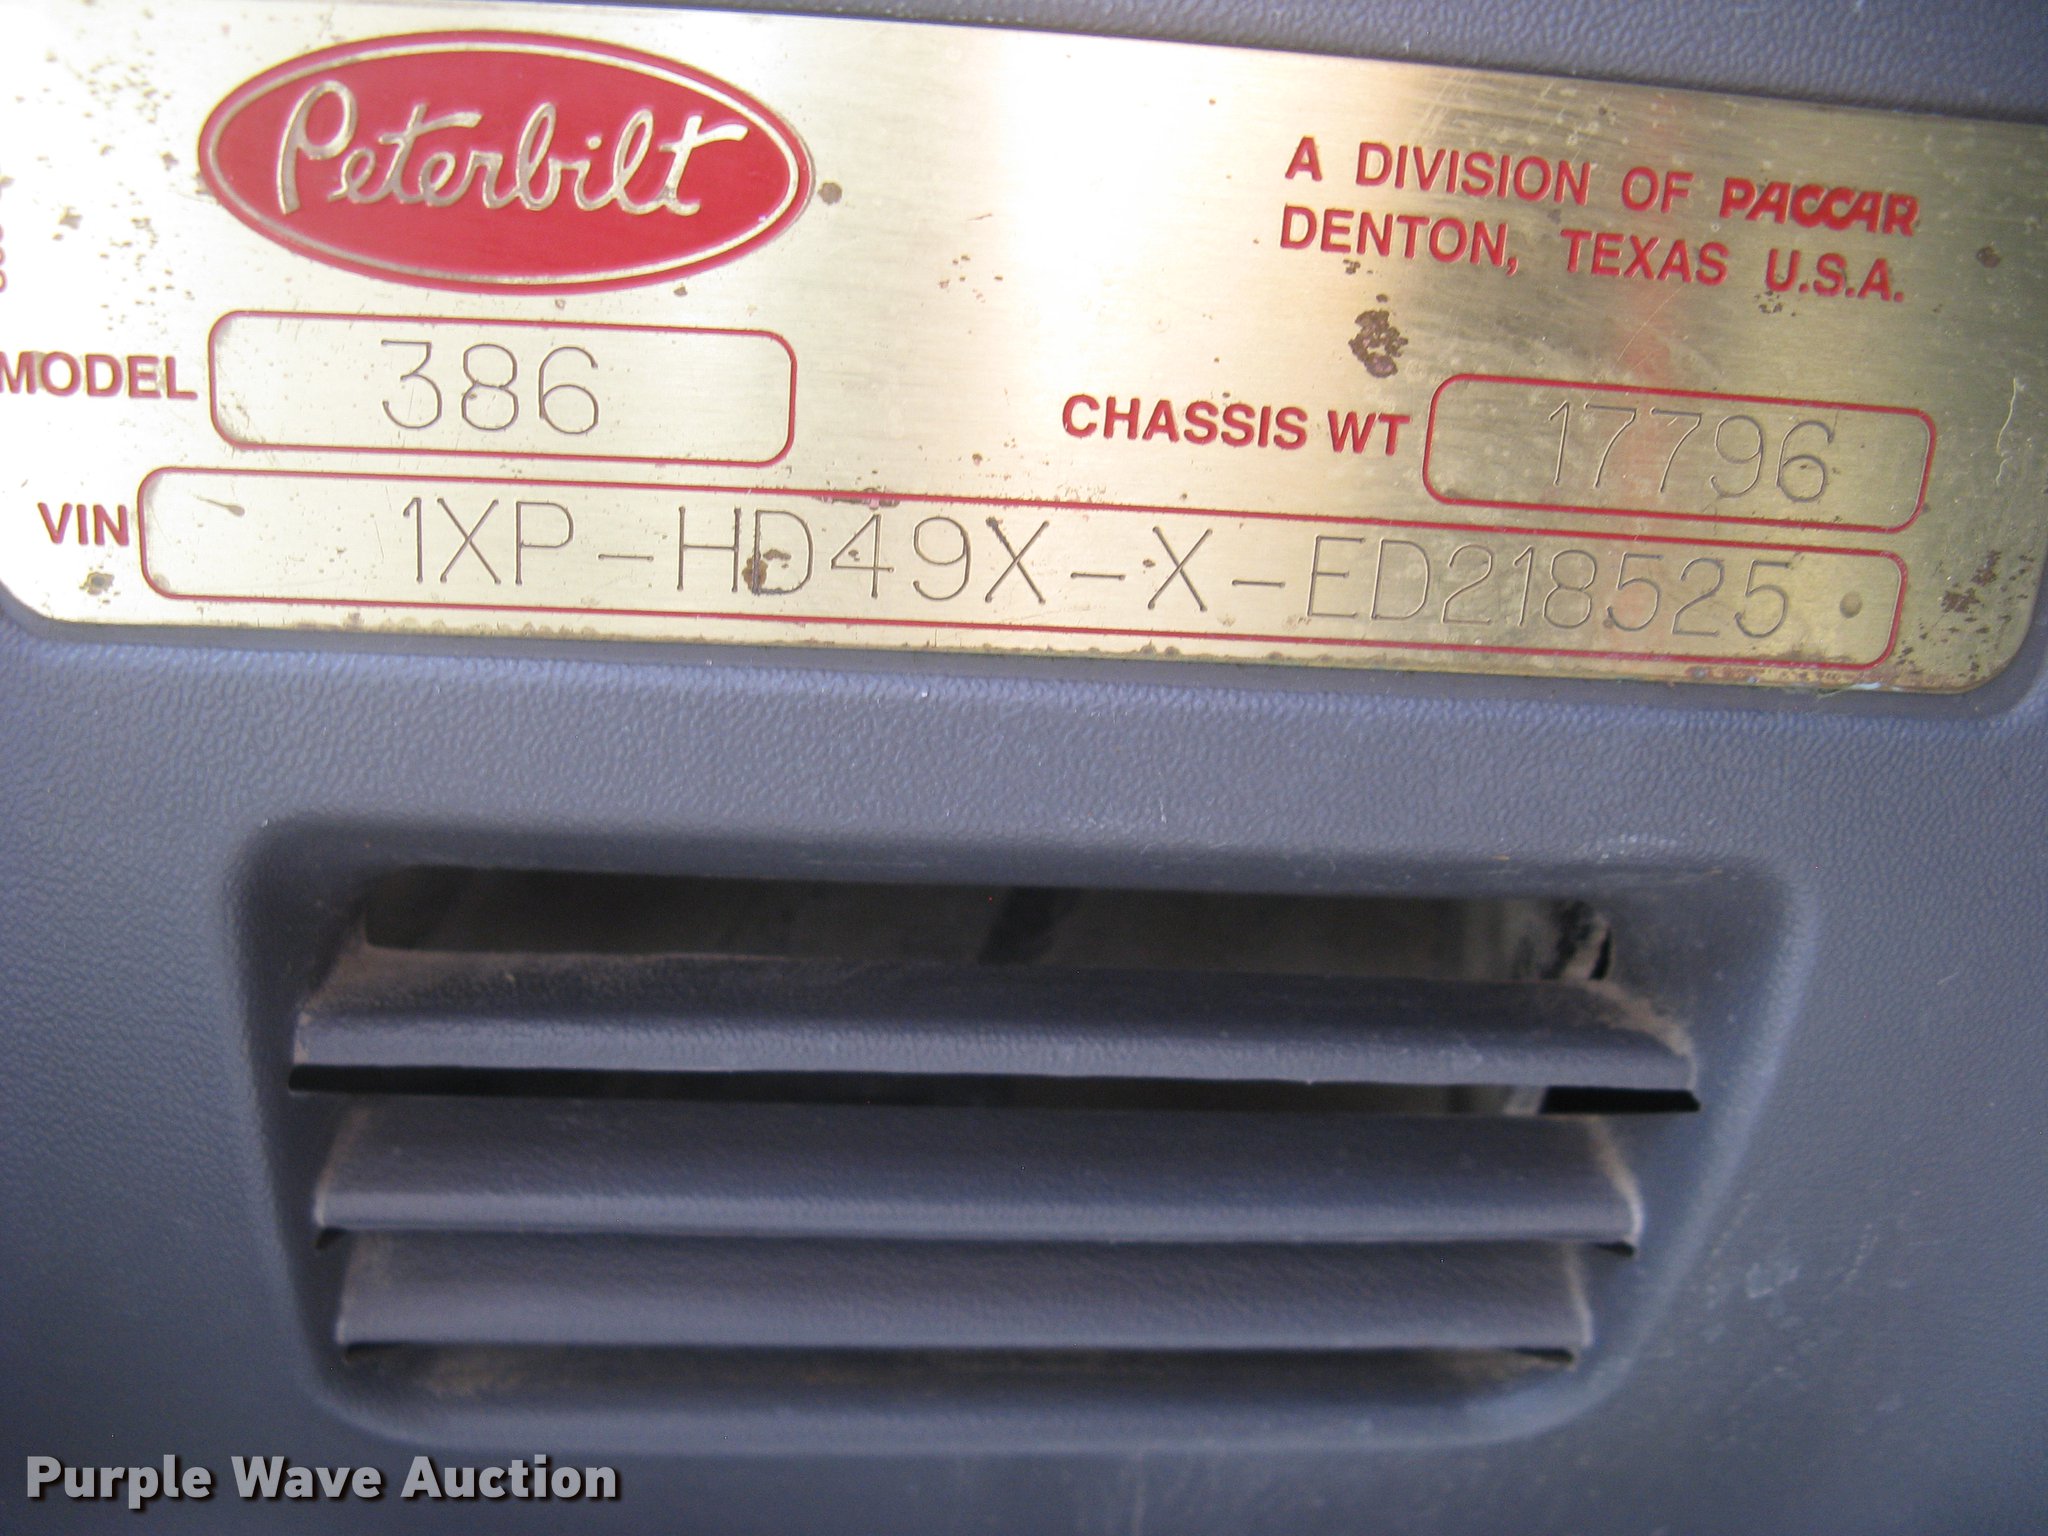 Peterbilt
A DIVISION OF PACCAR
DENTON, TEXAS U.S.A.
MODEL 386
CHASSIS WT 17796
VIN 1XP-HD49X-X-ED218525
Purple Wave Auction